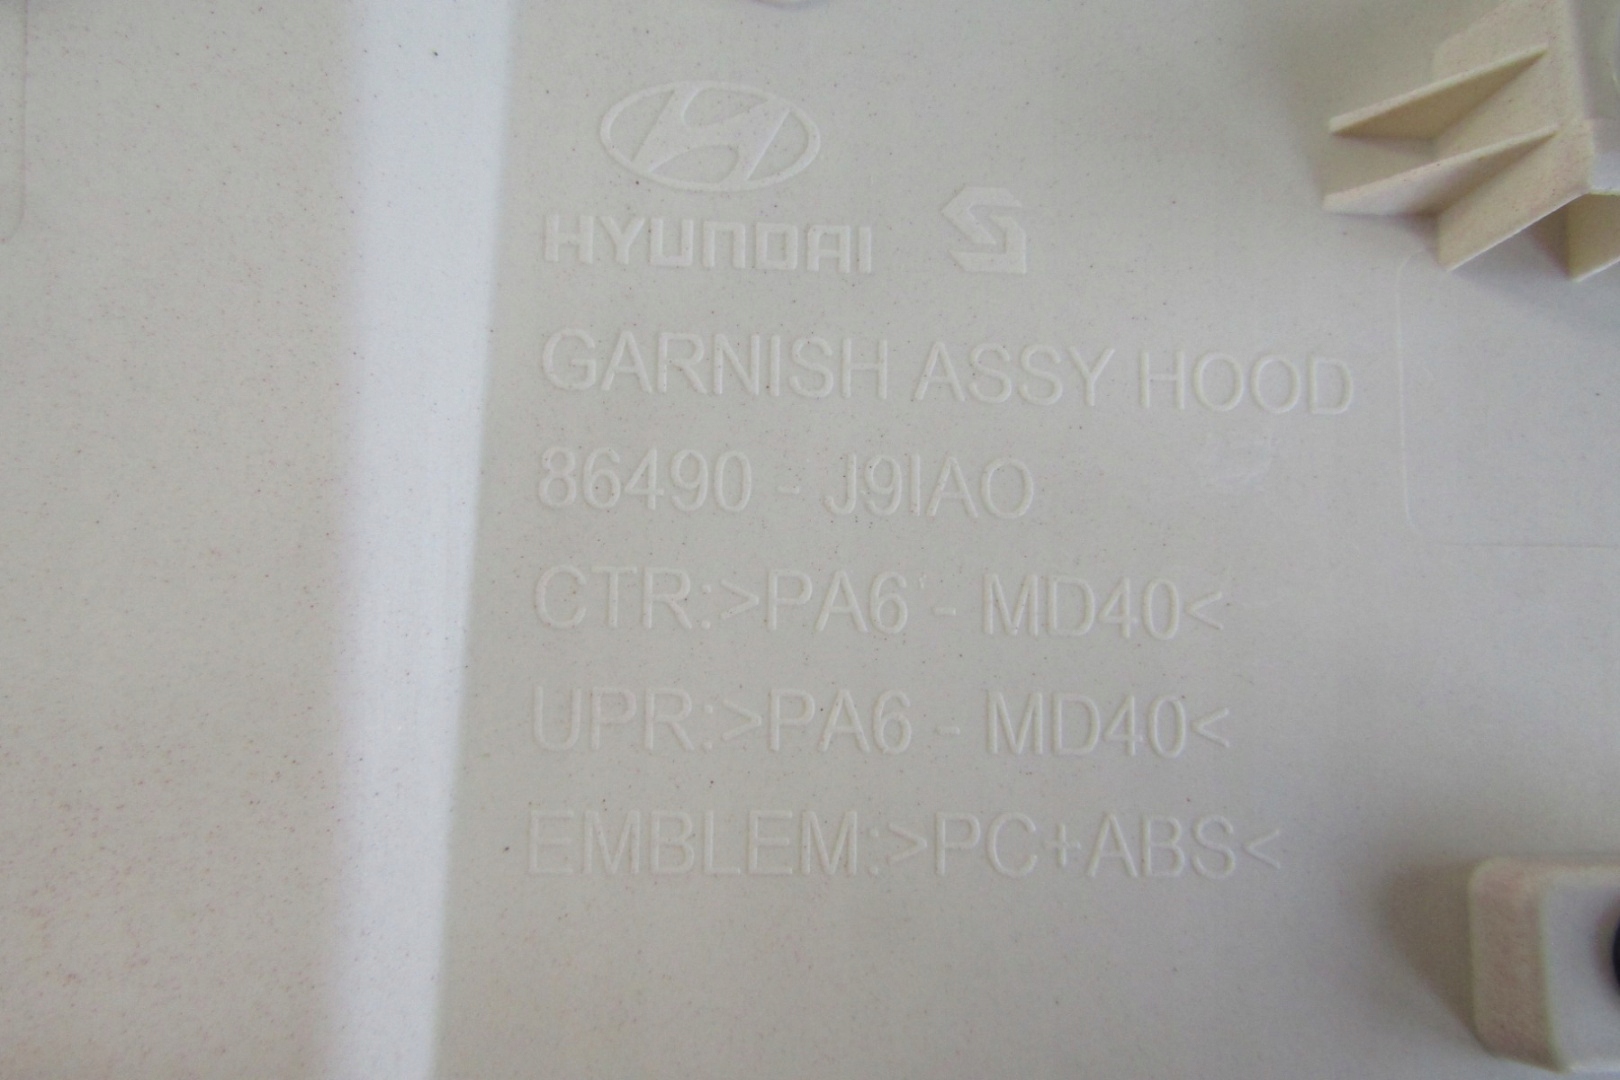 HYUNDAI S
GARNISH ASSY HOOD
86490 - J9IAO
CTR:>PA6 - MD40<
UPR:>PA6 - MD40<
EMBLEM:>PC+ABS<